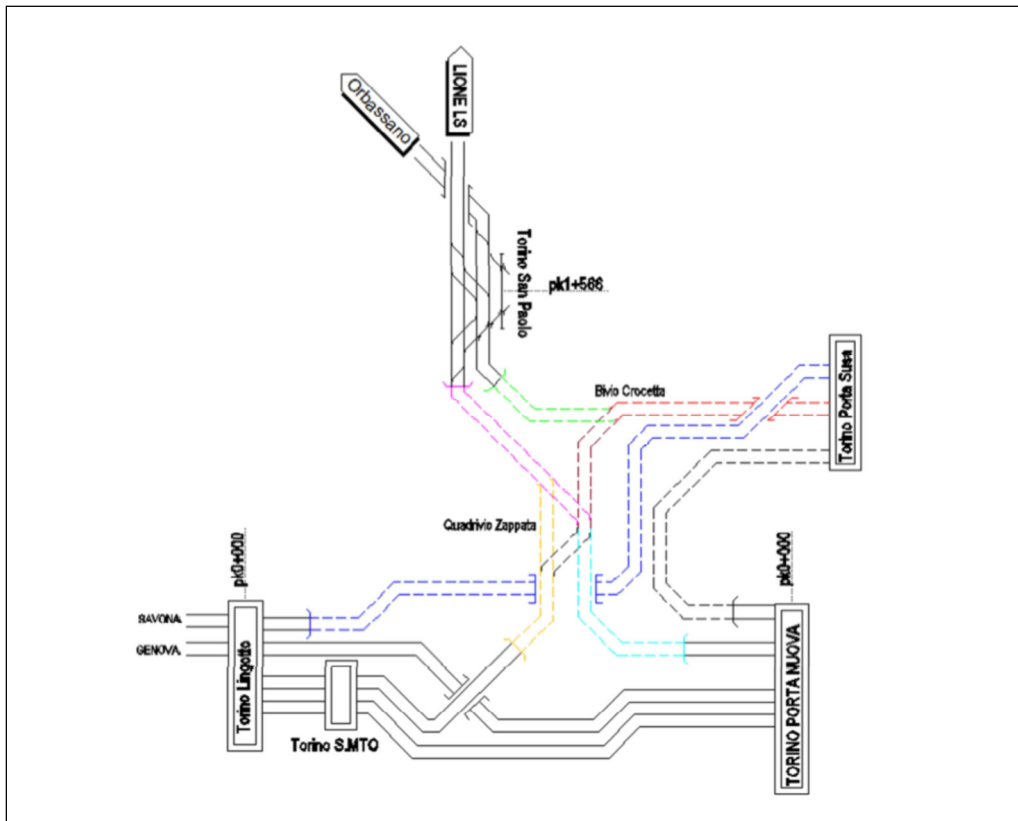 Orbassano
LIONE LS
Torino San Paolo
pk1+566
Bivio Crocetta
Torino Porta Susa
Quadrivio Zappata
pk0+000
pk0+000
SAVONA
GENOVA
Torino Lingotto
Torino S.MTO
TORINO PORTA NUOVA